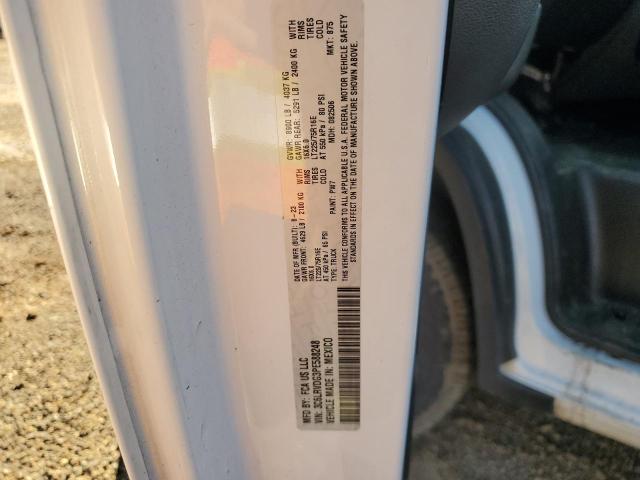 MFD BY: FCA US LLC
DATE OF MFR (BUILT): 8-23
GVWR: 8900 LB / 4037 KG
GAWR FRONT: 4629 LB / 2100 KG WITH
GAWR REAR: 5291 LB / 2400 KG WITH
16X6.0 RIMS
16X6.0 RIMS
LT225/75R16E TIRES
LT225/75R16E TIRES
AT 450 kPa / 65 PSI COLD
AT 550 kPa / 80 PSI COLD
VIN: 3C6LRVDG3PE588248
TYPE: TRUCK
PAINT: PW7
MDH: 082506
MKT: 875
VEHICLE MADE IN: MEXICO
THIS VEHICLE CONFORMS TO ALL APPLICABLE U.S.A. FEDERAL MOTOR VEHICLE SAFETY
STANDARDS IN EFFECT ON THE DATE OF MANUFACTURE SHOWN ABOVE.